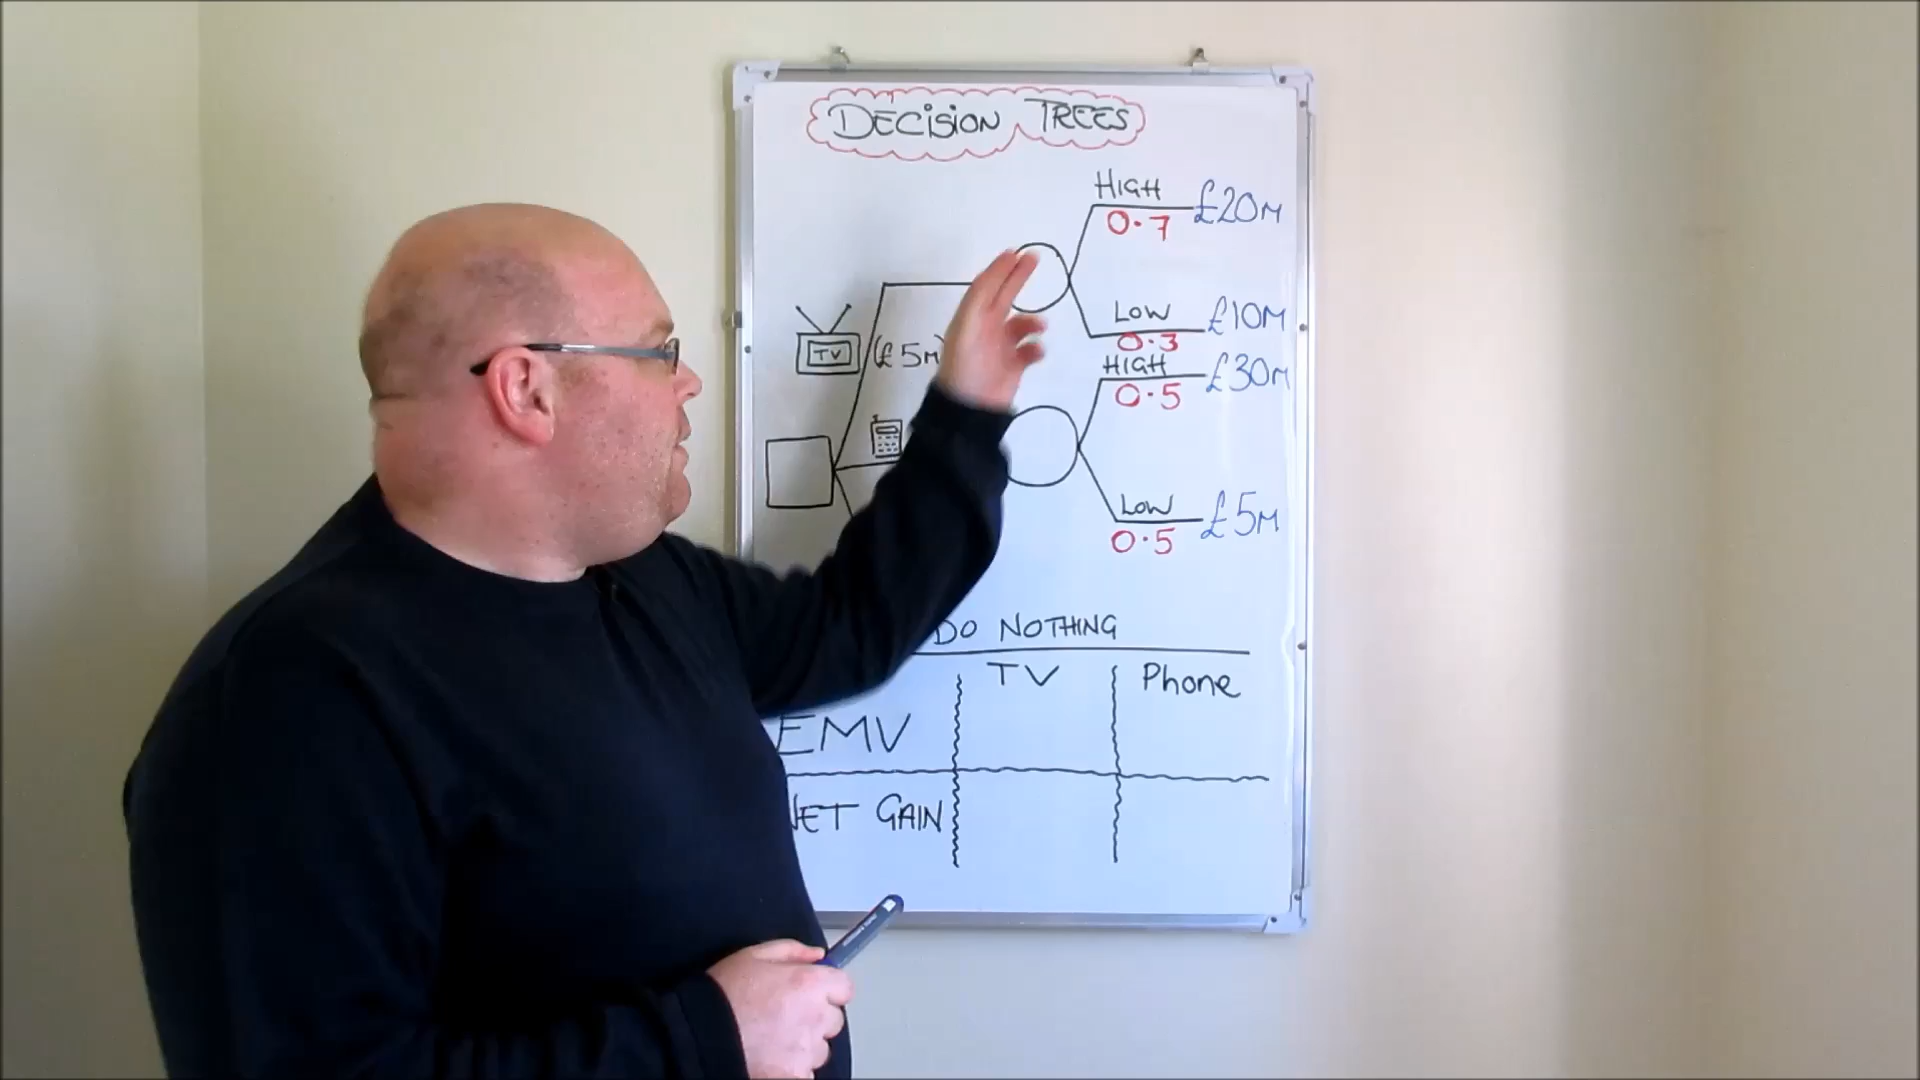 DECISION TREES
HIGH
0.7 £20M
LOW £10M
0.3
TV (£5M)
HIGH £30M
0.5
LOW £5M
0.5
DO NOTHING
TV Phone
EMV
NET GAIN